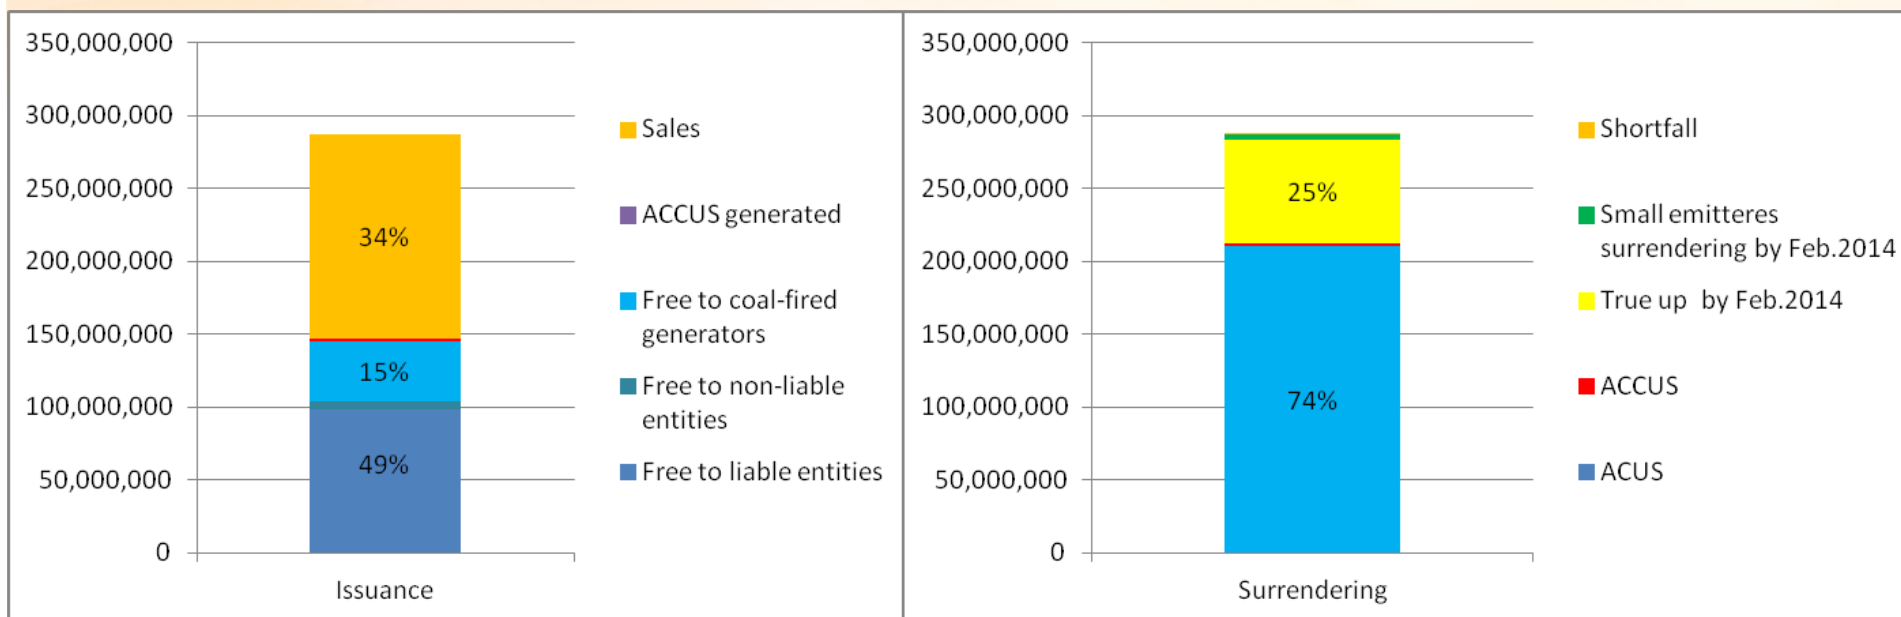 350,000,000
300,000,000
250,000,000
200,000,000
150,000,000
100,000,000
50,000,000
0
34%
15%
49%
Issuance
Sales
ACCUS generated
Free to coal-fired
generators
Free to non-liable
entities
Free to liable entities
350,000,000
300,000,000
250,000,000
200,000,000
150,000,000
100,000,000
50,000,000
0
25%
74%
Surrendering
Shortfall
Small emitteres
surrendering by Feb.2014
True up by Feb.2014
ACCUS
ACUS